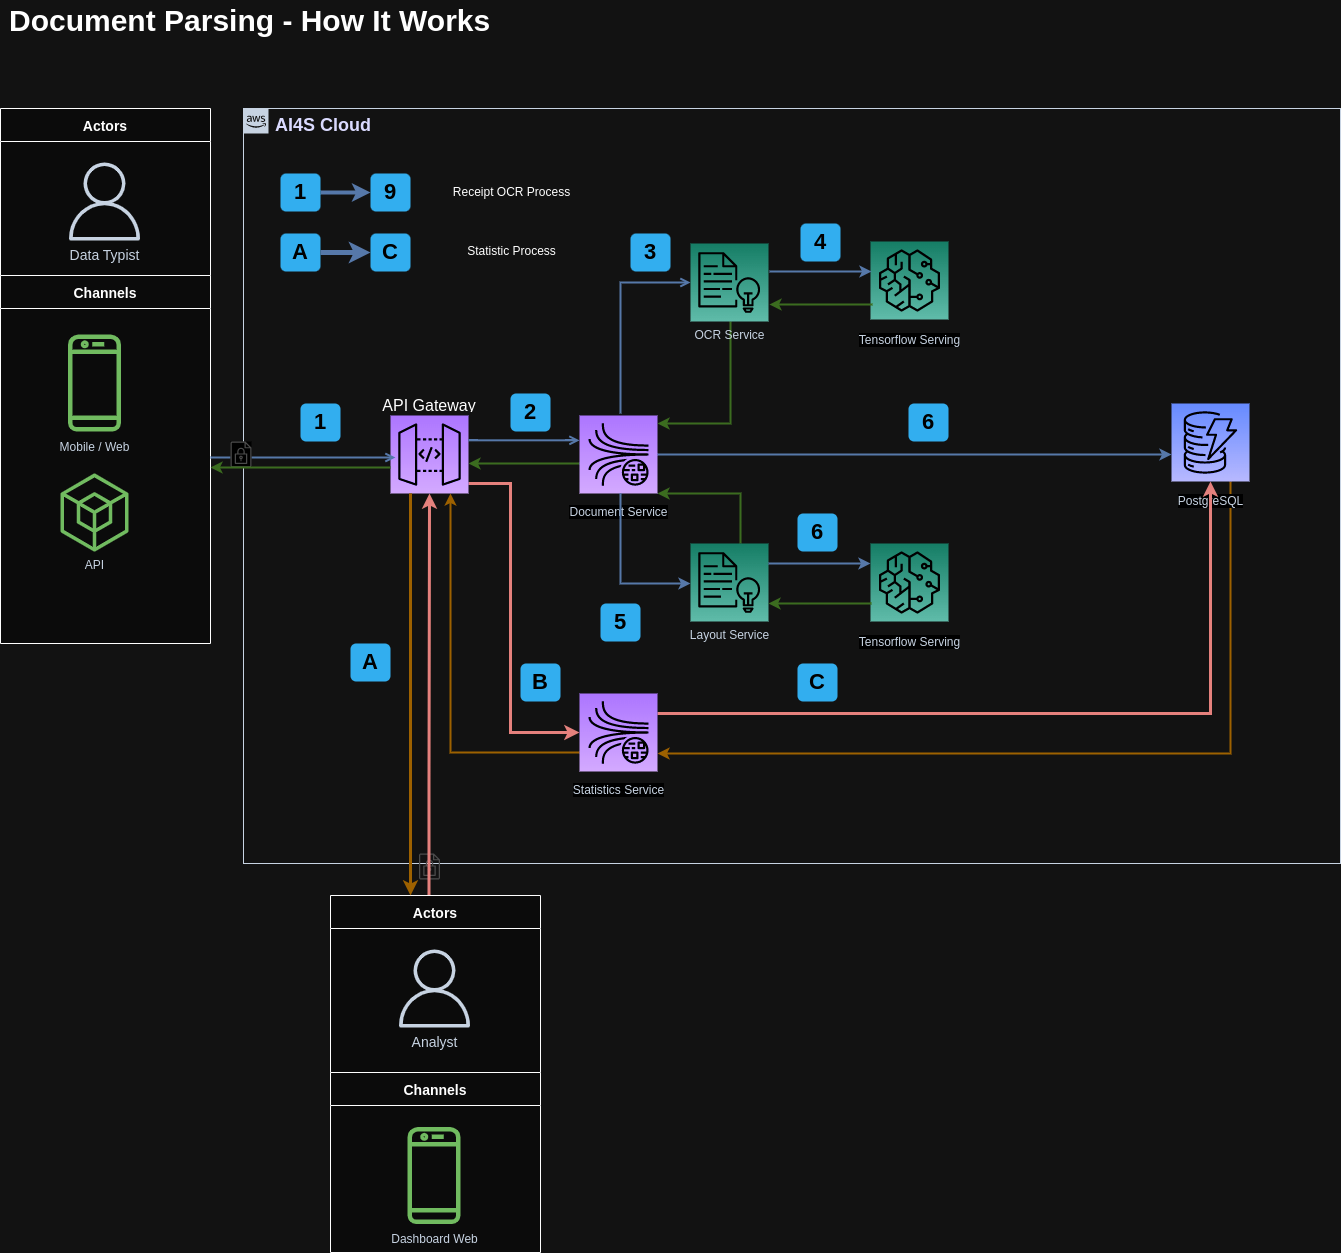 Document Parsing - How It Works
Actors
Data Typist
Channels
Mobile / Web
API
aws
AI4S Cloud
1
9
Receipt OCR Process
A
C
Statistic Process
3
4
OCR Service
Tensorflow Serving
1
API Gateway
2
6
</>
Document Service
PostgreSQL
6
5
Layout Service
Tensorflow Serving
A
B
C
Statistics Service
Actors
Analyst
Channels
Dashboard Web